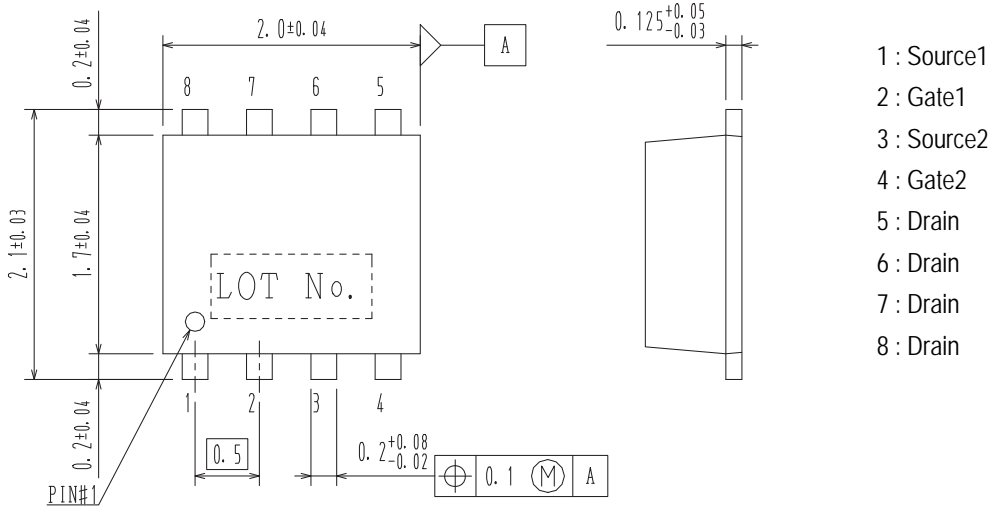 2.0±0.04
A
0.125+0.05 -0.03
0.2±0.04
8 7 6 5
2.1±0.03
1.7±0.04
LOT No.
1 2 3 4
0.2±0.04
0.5
0.2+0.08 -0.02
⌖ 0.1 Ⓜ A
PIN#1
1 : Source1
2 : Gate1
3 : Source2
4 : Gate2
5 : Drain
6 : Drain
7 : Drain
8 : Drain